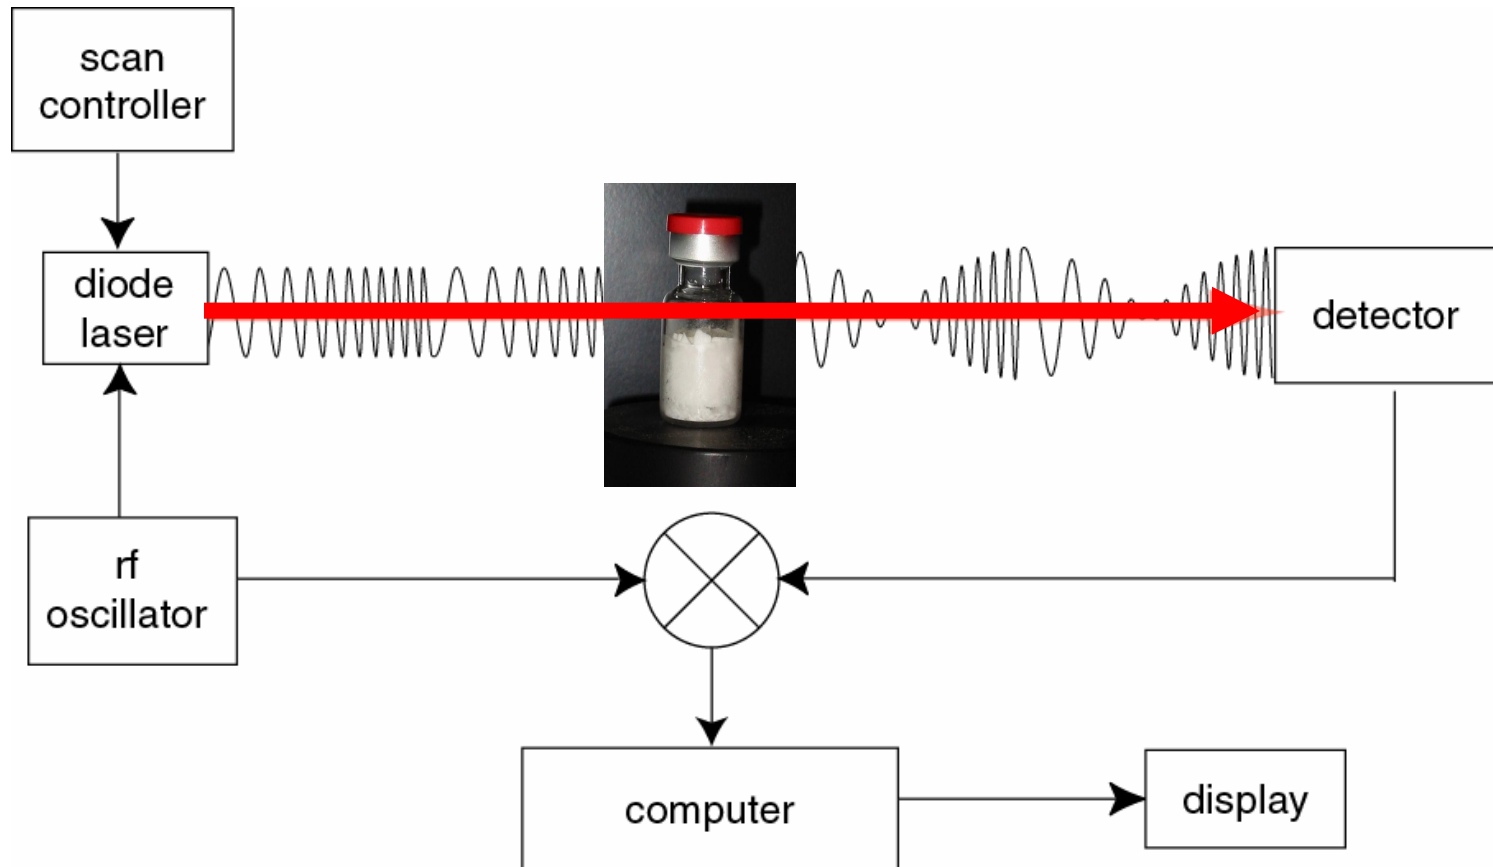 scan
controller
diode
laser
detector
rf
oscillator
computer
display